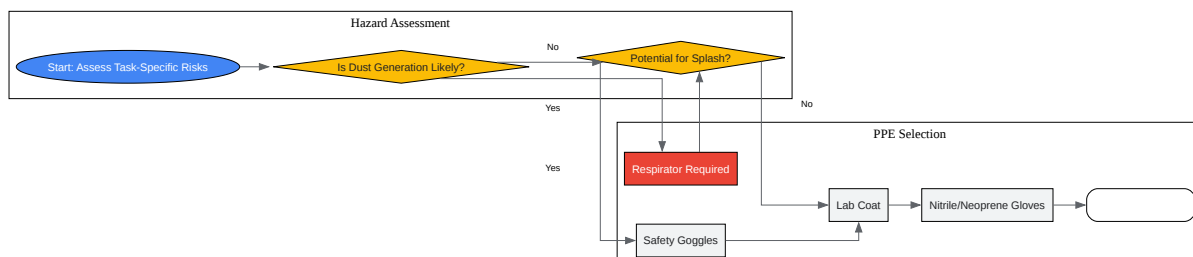 Hazard Assessment
Start: Assess Task-Specific Risks
Is Dust Generation Likely?
No
Potential for Splash?
Yes
No
PPE Selection
Yes
Respirator Required
Lab Coat
Nitrile/Neoprene Gloves
Safety Goggles